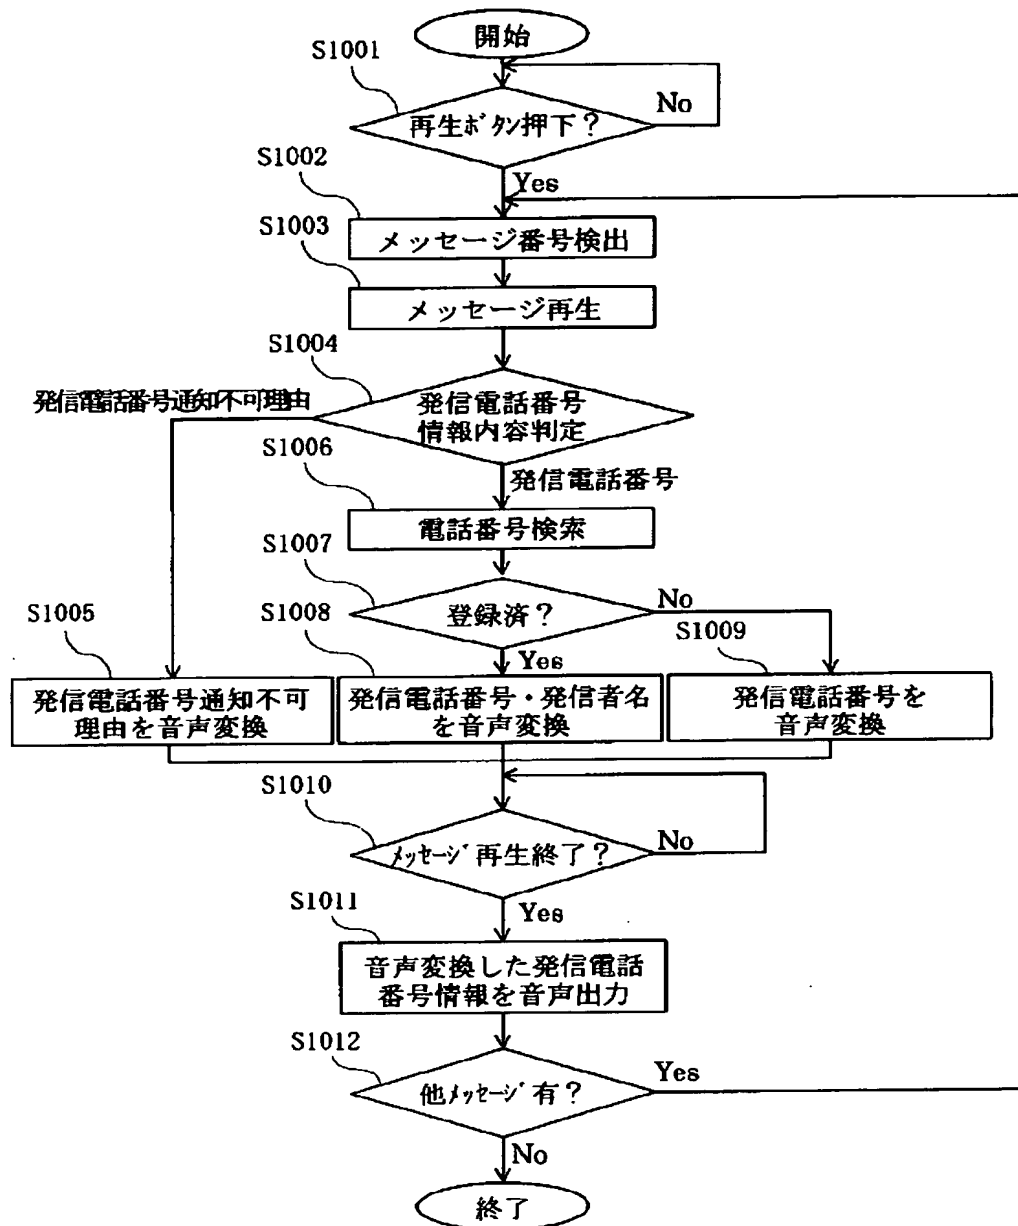 開始
S1001
再生ボタン押下？
No
S1002
Yes
メッセージ番号検出
S1003
メッセージ再生
S1004
発信電話番号通知不可理由
発信電話番号
情報内容判定
S1006
発信電話番号
電話番号検索
S1007
登録済？
No
S1005
S1008
S1009
Yes
発信電話番号通知不可
理由を音声変換
発信電話番号・発信者名
を音声変換
発信電話番号を
音声変換
S1010
メッセージ再生終了？
No
S1011
Yes
音声変換した発信電話
番号情報を音声出力
S1012
他メッセージ有？
Yes
No
終了